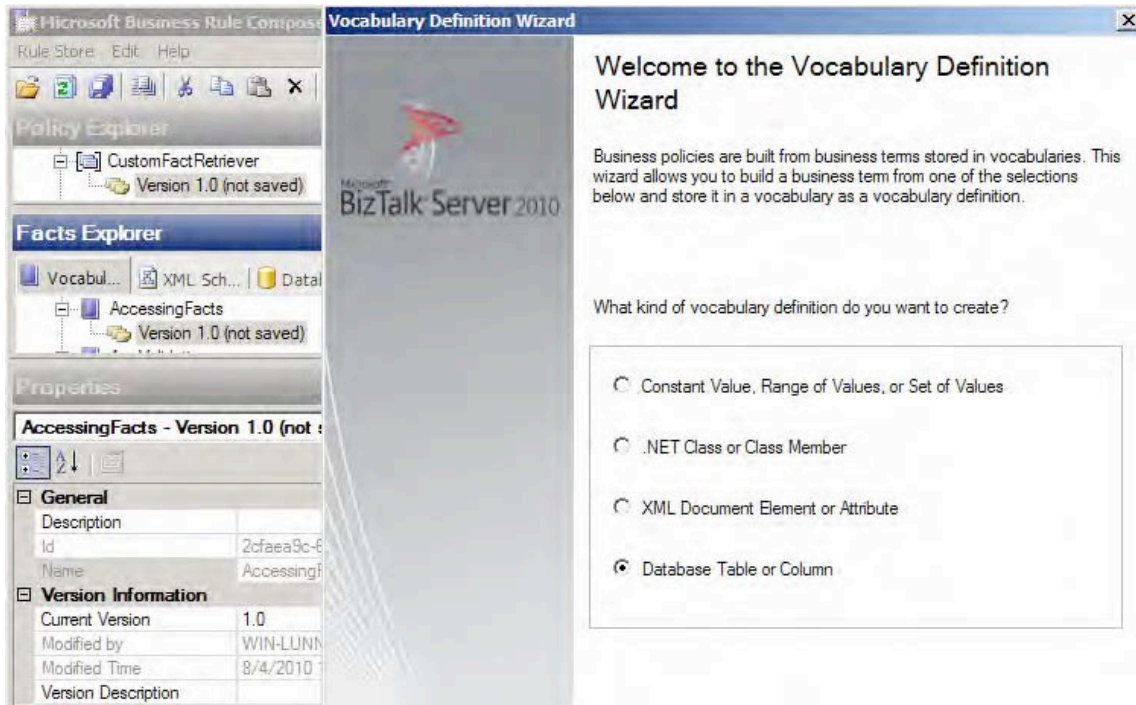 Microsoft Business Rule Compose
Rule Store Edit Help
Policy Explorer
CustomFactRetriever
Version 1.0 (not saved)
Facts Explorer
Vocabul... XML Sch...
AccessingFacts
Version 1.0 (not saved)
Properties
AccessingFacts - Version 1.0 (not
General
Description
Id 2cfaea9c-
Name Accessing
Version Information
Current Version 1.0
Modified by WIN-LUNN
Modified Time 8/4/2010
Version Description
Vocabulary Definition Wizard
Microsoft
BizTalk Server 2010
Welcome to the Vocabulary Definition
Wizard
Business policies are built from business terms stored in vocabularies. This
wizard allows you to build a business term from one of the selections
below and store it in a vocabulary as a vocabulary definition.
What kind of vocabulary definition do you want to create?
Constant Value, Range of Values, or Set of Values
.NET Class or Class Member
XML Document Element or Attribute
Database Table or Column